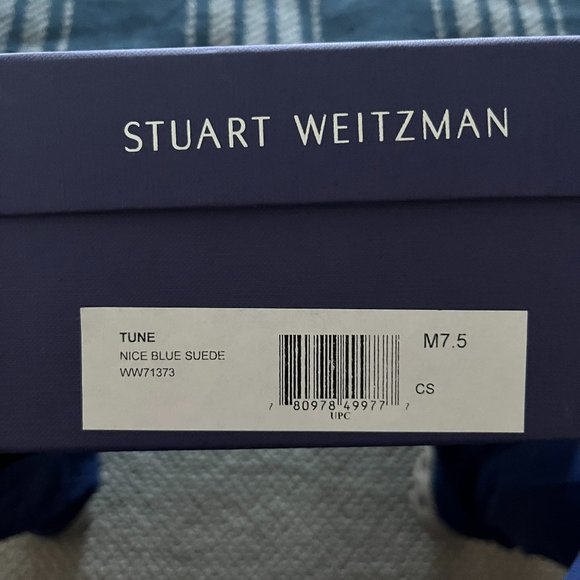 STUART WEITZMAN
TUNE
NICE BLUE SUEDE
WW71373
7 80978 49977 7
UPC
M7.5
CS